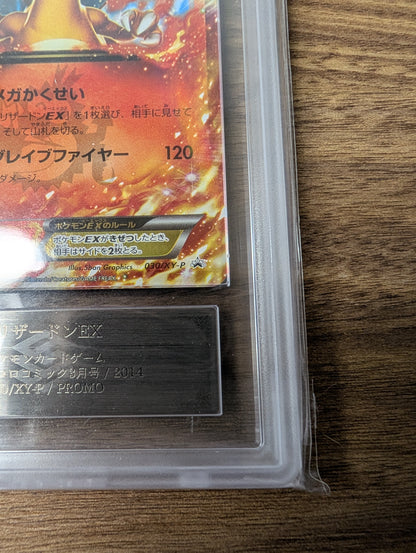 メガかくせい
リザードンEX」を1枚選び、相手に見せて
そして山札を切る。
グレイブファイヤー 120
ダメージ。
ポケモンEXのルール
ポケモンEXがきぜつしたとき、
相手はサイドを2枚とる。
Illus. 5ban Graphics 030/XY-P
リザードンEX
ケモンカードゲーム
ロコミック3月号 / 2014
0/XY-P / PROMO